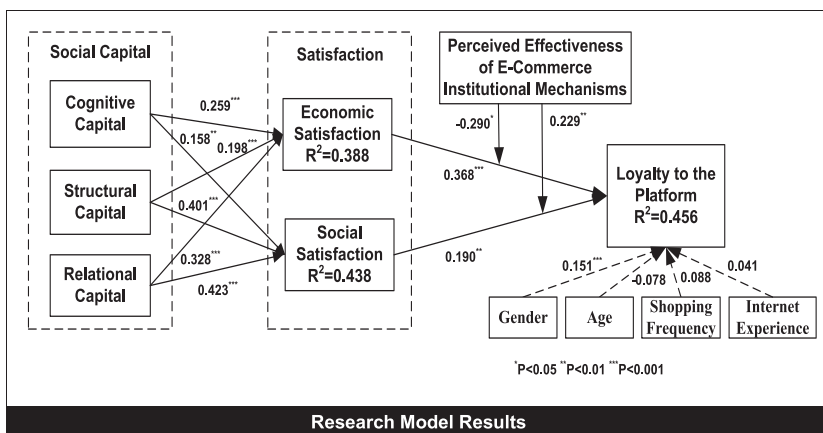 Social Capital
Cognitive
Capital
Structural
Capital
Relational
Capital
0.259***
0.158**
0.198***
0.401***
0.328***
0.423***
Satisfaction
Economic
Satisfaction
R²=0.388
Social
Satisfaction
R²=0.438
Perceived Effectiveness
of E-Commerce
Institutional Mechanisms
-0.290*
0.229**
0.368***
0.190**
Loyalty to the
Platform
R²=0.456
0.151***
-0.078
0.088
0.041
Gender
Age
Shopping
Frequency
Internet
Experience
*P<0.05 **P<0.01 ***P<0.001
Research Model Results